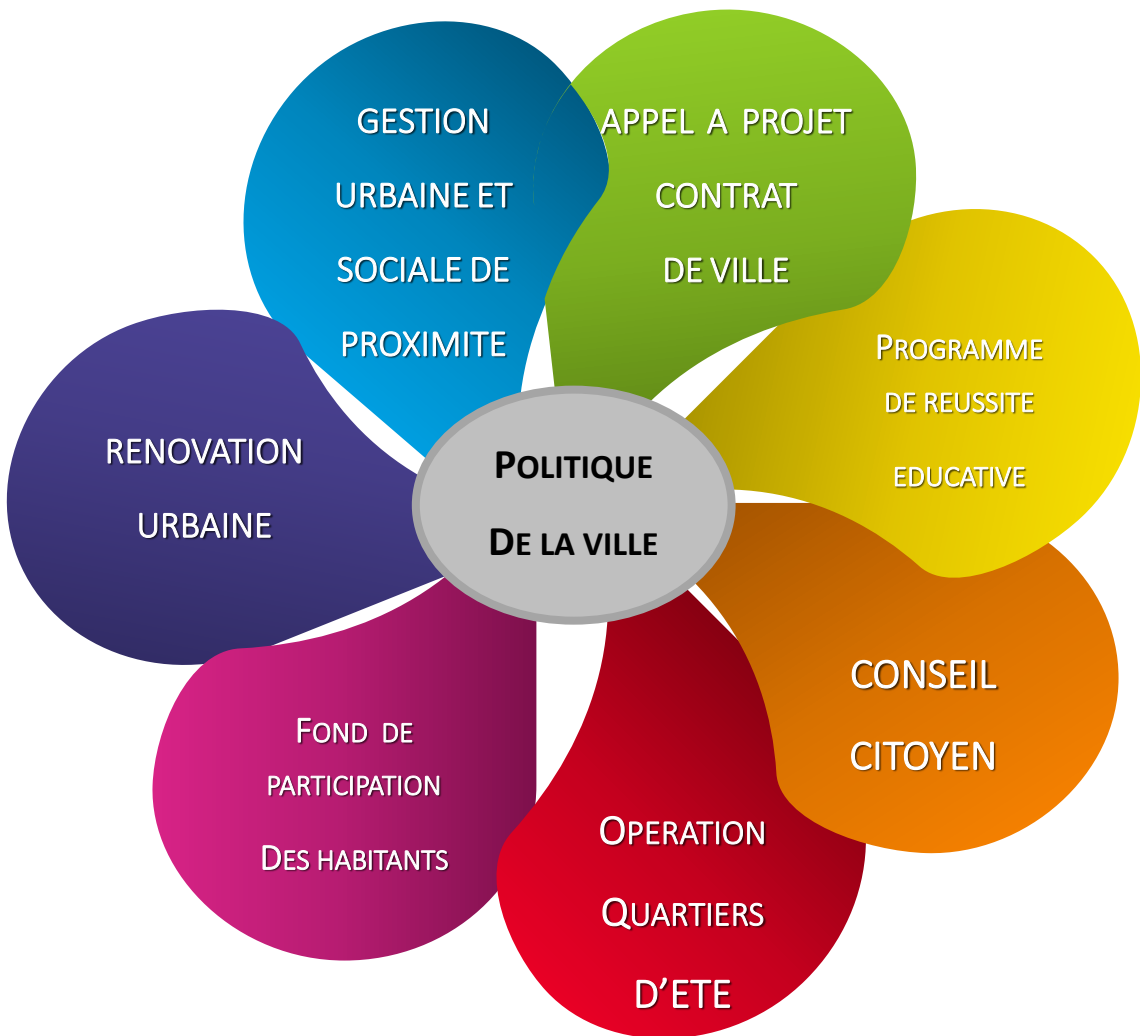 GESTION
URBAINE ET
SOCIALE DE
PROXIMITE
APPEL A PROJET
CONTRAT
DE VILLE
PROGRAMME
DE REUSSITE
EDUCATIVE
CONSEIL
CITOYEN
OPERATION
QUARTIERS
D’ETE
FOND DE
PARTICIPATION
DES HABITANTS
RENOVATION
URBAINE
POLITIQUE
DE LA VILLE